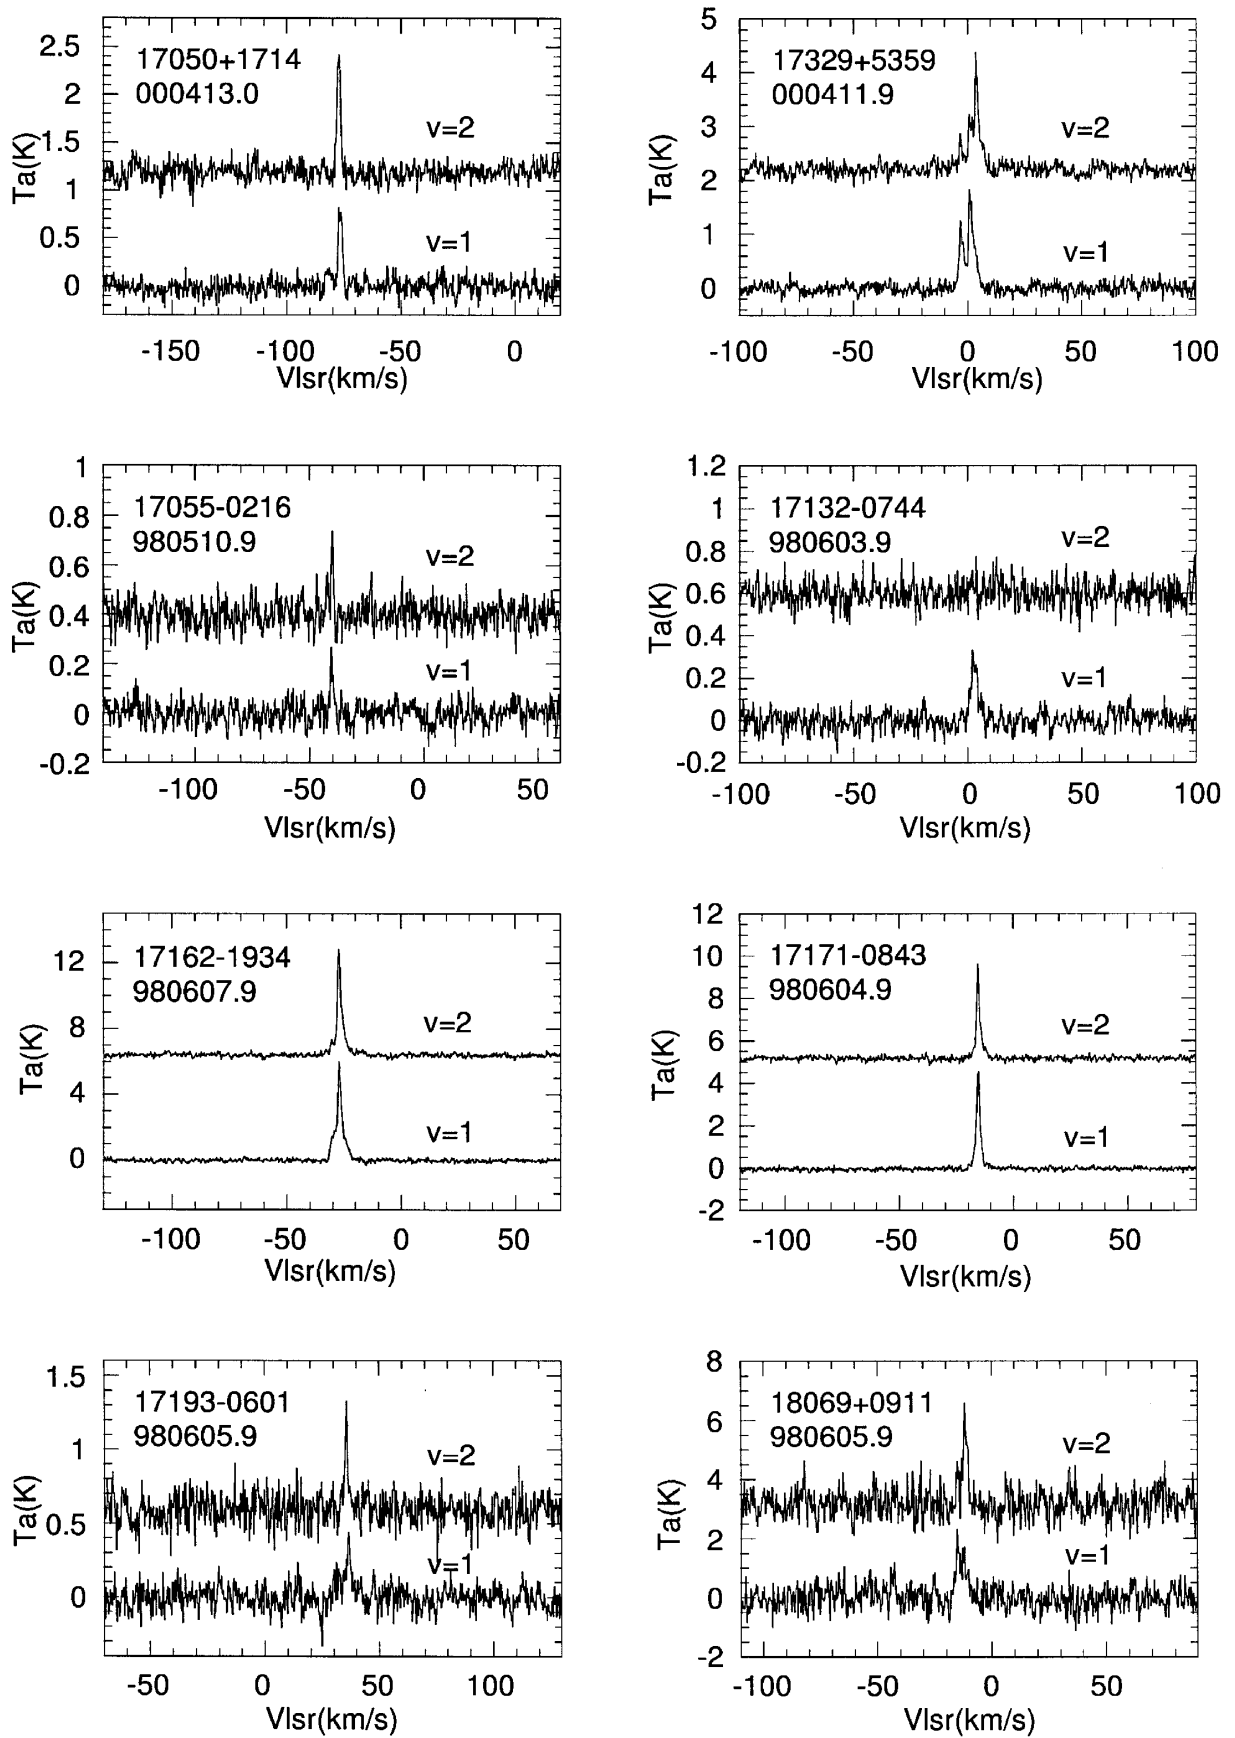 17050+1714
000413.0
v=2
v=1
2.5
2
1.5
1
0.5
0
Ta(K)
-150 -100 -50 0
Vlsr(km/s)
17329+5359
000411.9
v=2
v=1
5
4
3
2
1
0
Ta(K)
-100 -50 0 50 100
Vlsr(km/s)
17055-0216
980510.9
v=2
v=1
1
0.8
0.6
0.4
0.2
0
-0.2
Ta(K)
-100 -50 0 50
Vlsr(km/s)
17132-0744
980603.9
v=2
v=1
1.2
1
0.8
0.6
0.4
0.2
0
-0.2
Ta(K)
-100 -50 0 50 100
Vlsr(km/s)
17162-1934
980607.9
v=2
v=1
12
8
4
0
Ta(K)
-100 -50 0 50
Vlsr(km/s)
17171-0843
980604.9
v=2
v=1
12
10
8
6
4
2
0
-2
Ta(K)
-100 -50 0 50
Vlsr(km/s)
17193-0601
980605.9
v=2
v=1
1.5
1
0.5
0
Ta(K)
-50 0 50 100
Vlsr(km/s)
18069+0911
980605.9
v=2
v=1
8
6
4
2
0
-2
Ta(K)
-100 -50 0 50
Vlsr(km/s)